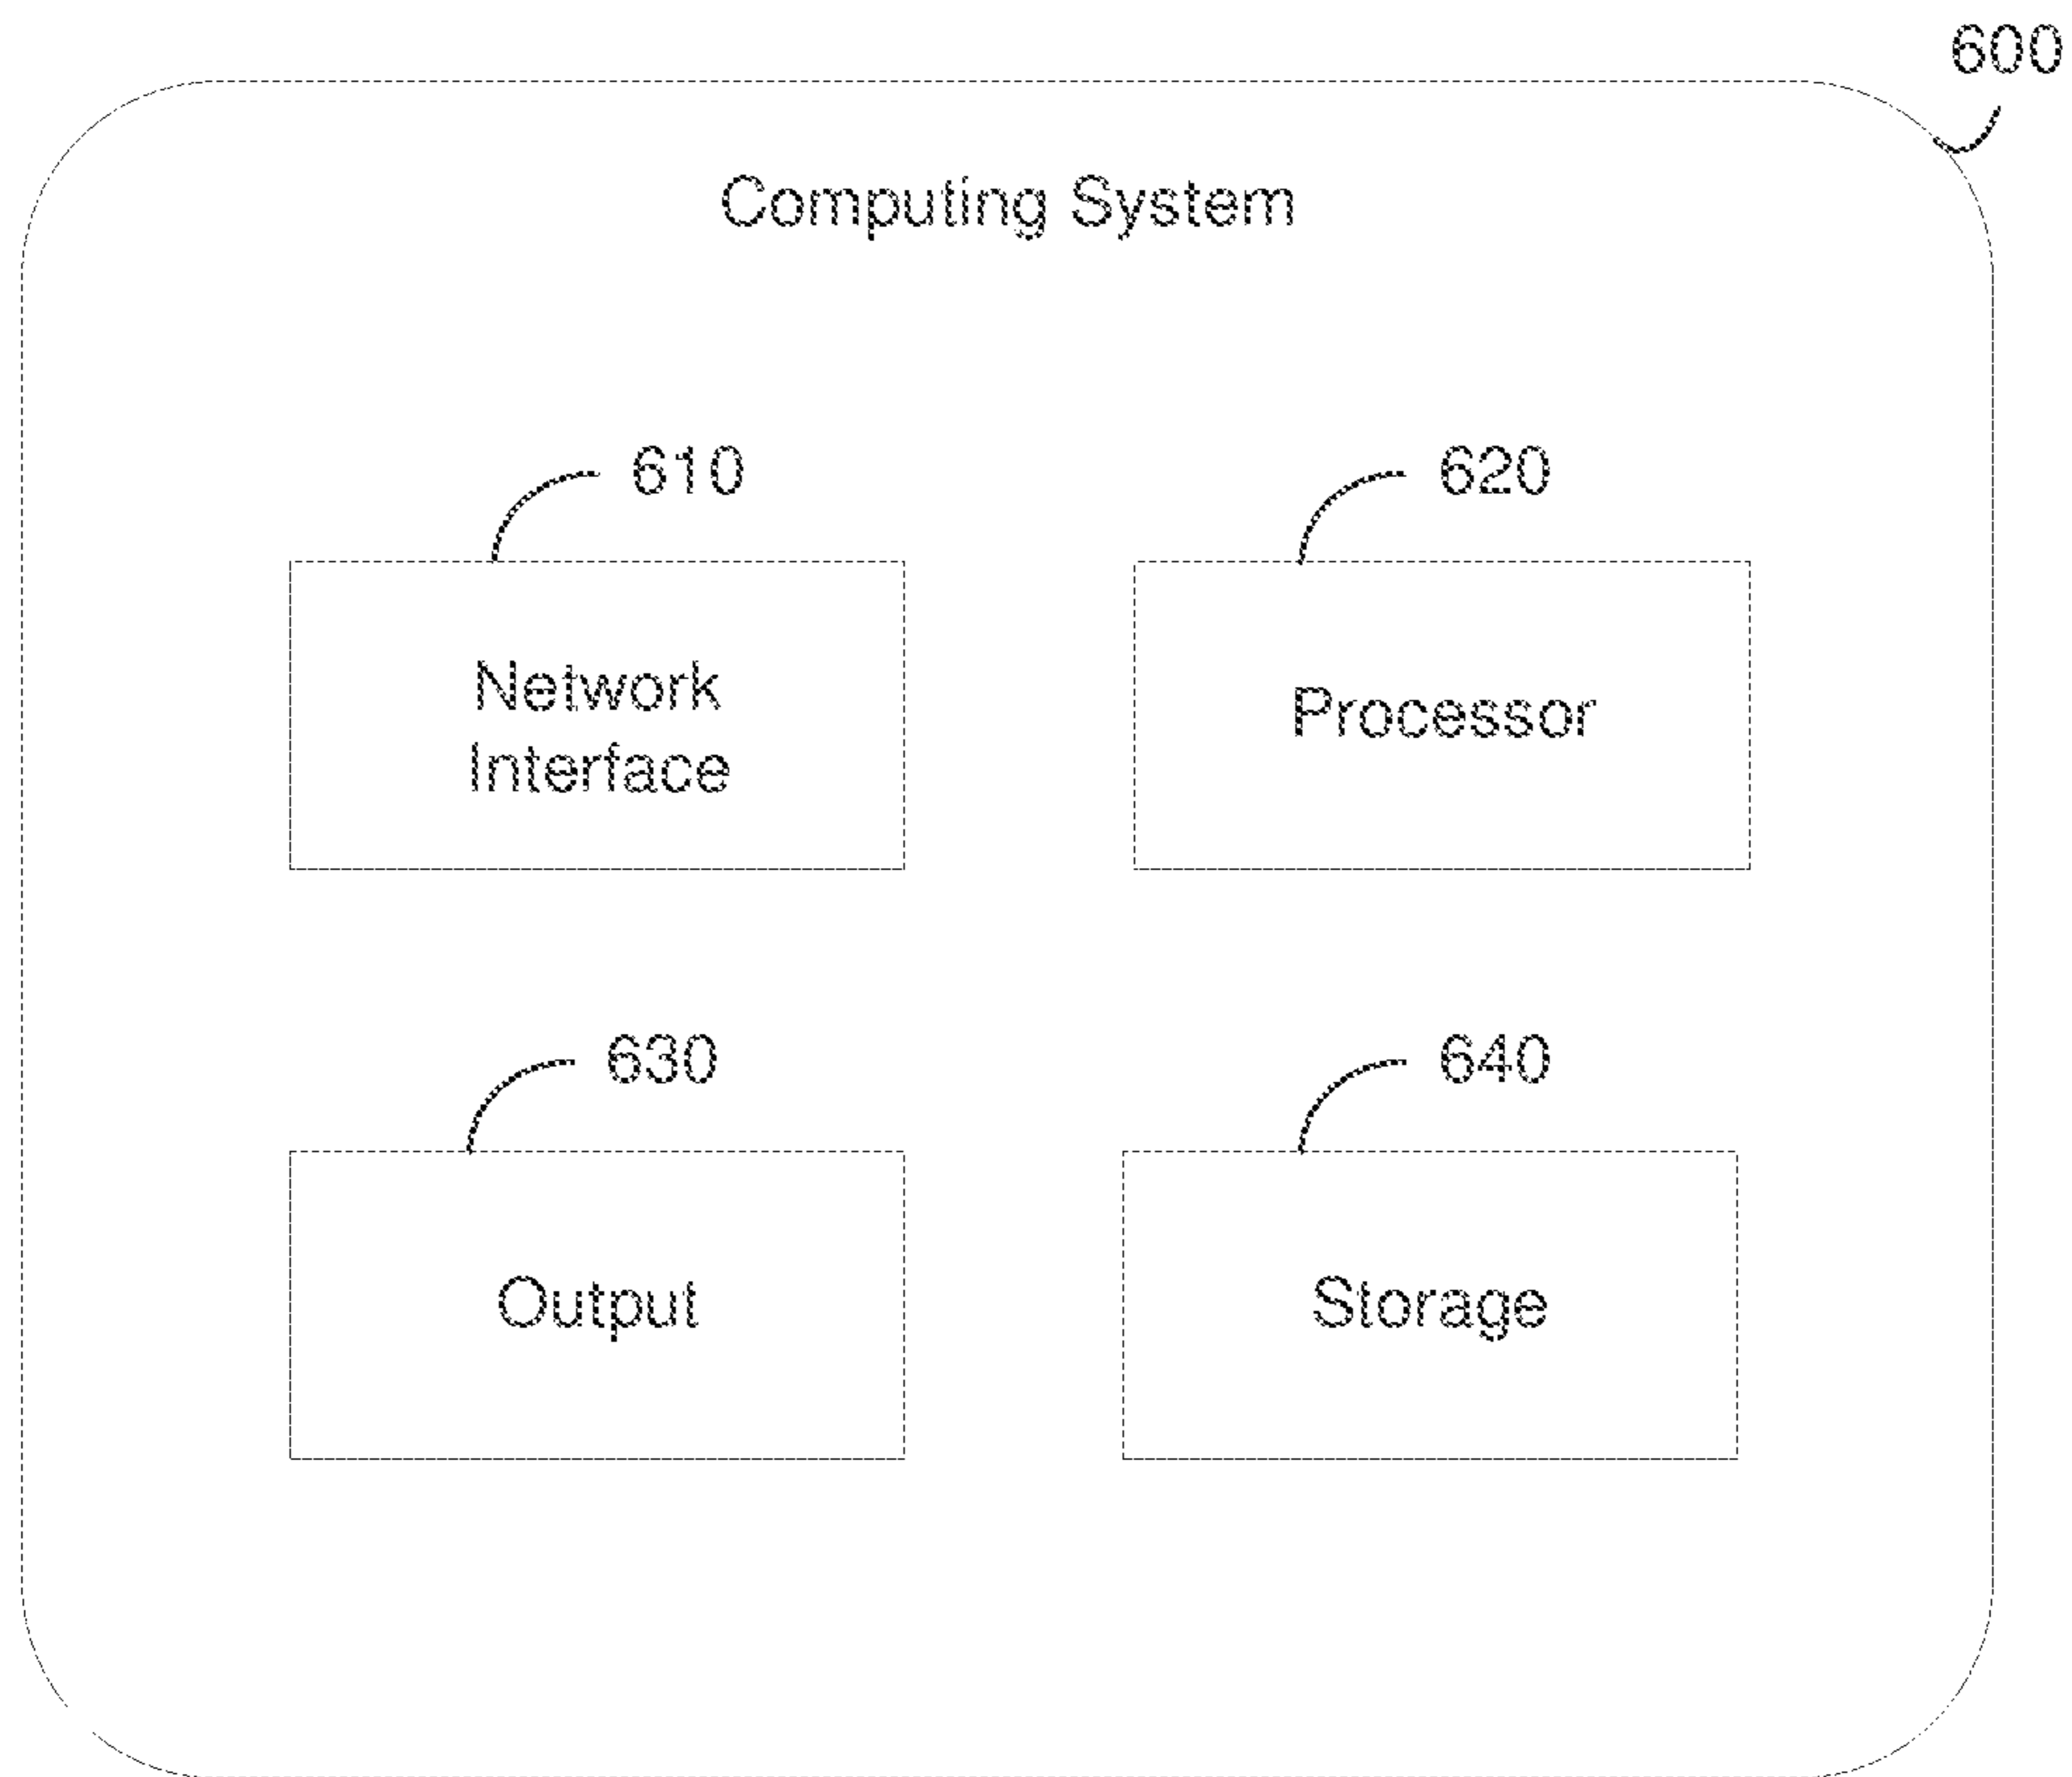 600
Computing System
610
620
Network
Interface
Processor
630
640
Output
Storage